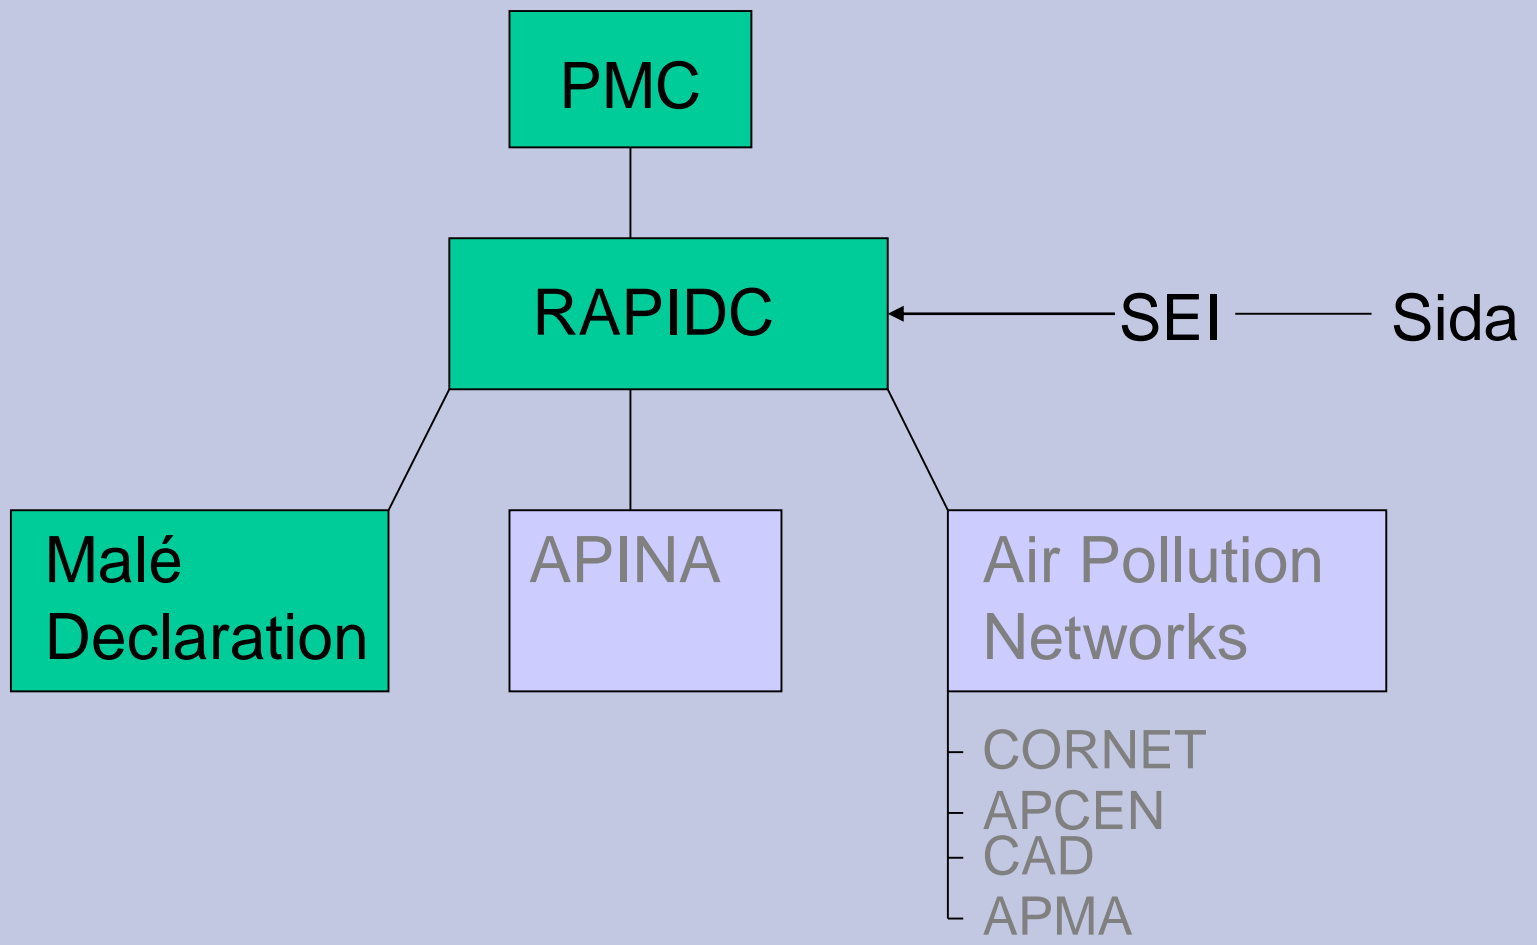 PMC
RAPIDC
SEI
Sida
Malé
Declaration
APINA
Air Pollution
Networks
CORNET
APCEN
CAD
APMA